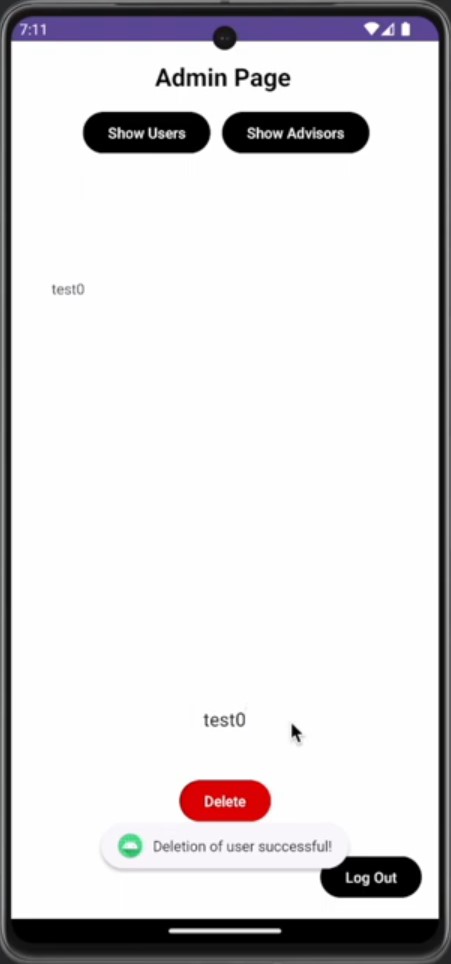 7:11
Admin Page
Show Users Show Advisors
test0
test0
Delete
Deletion of user successful!
Log Out